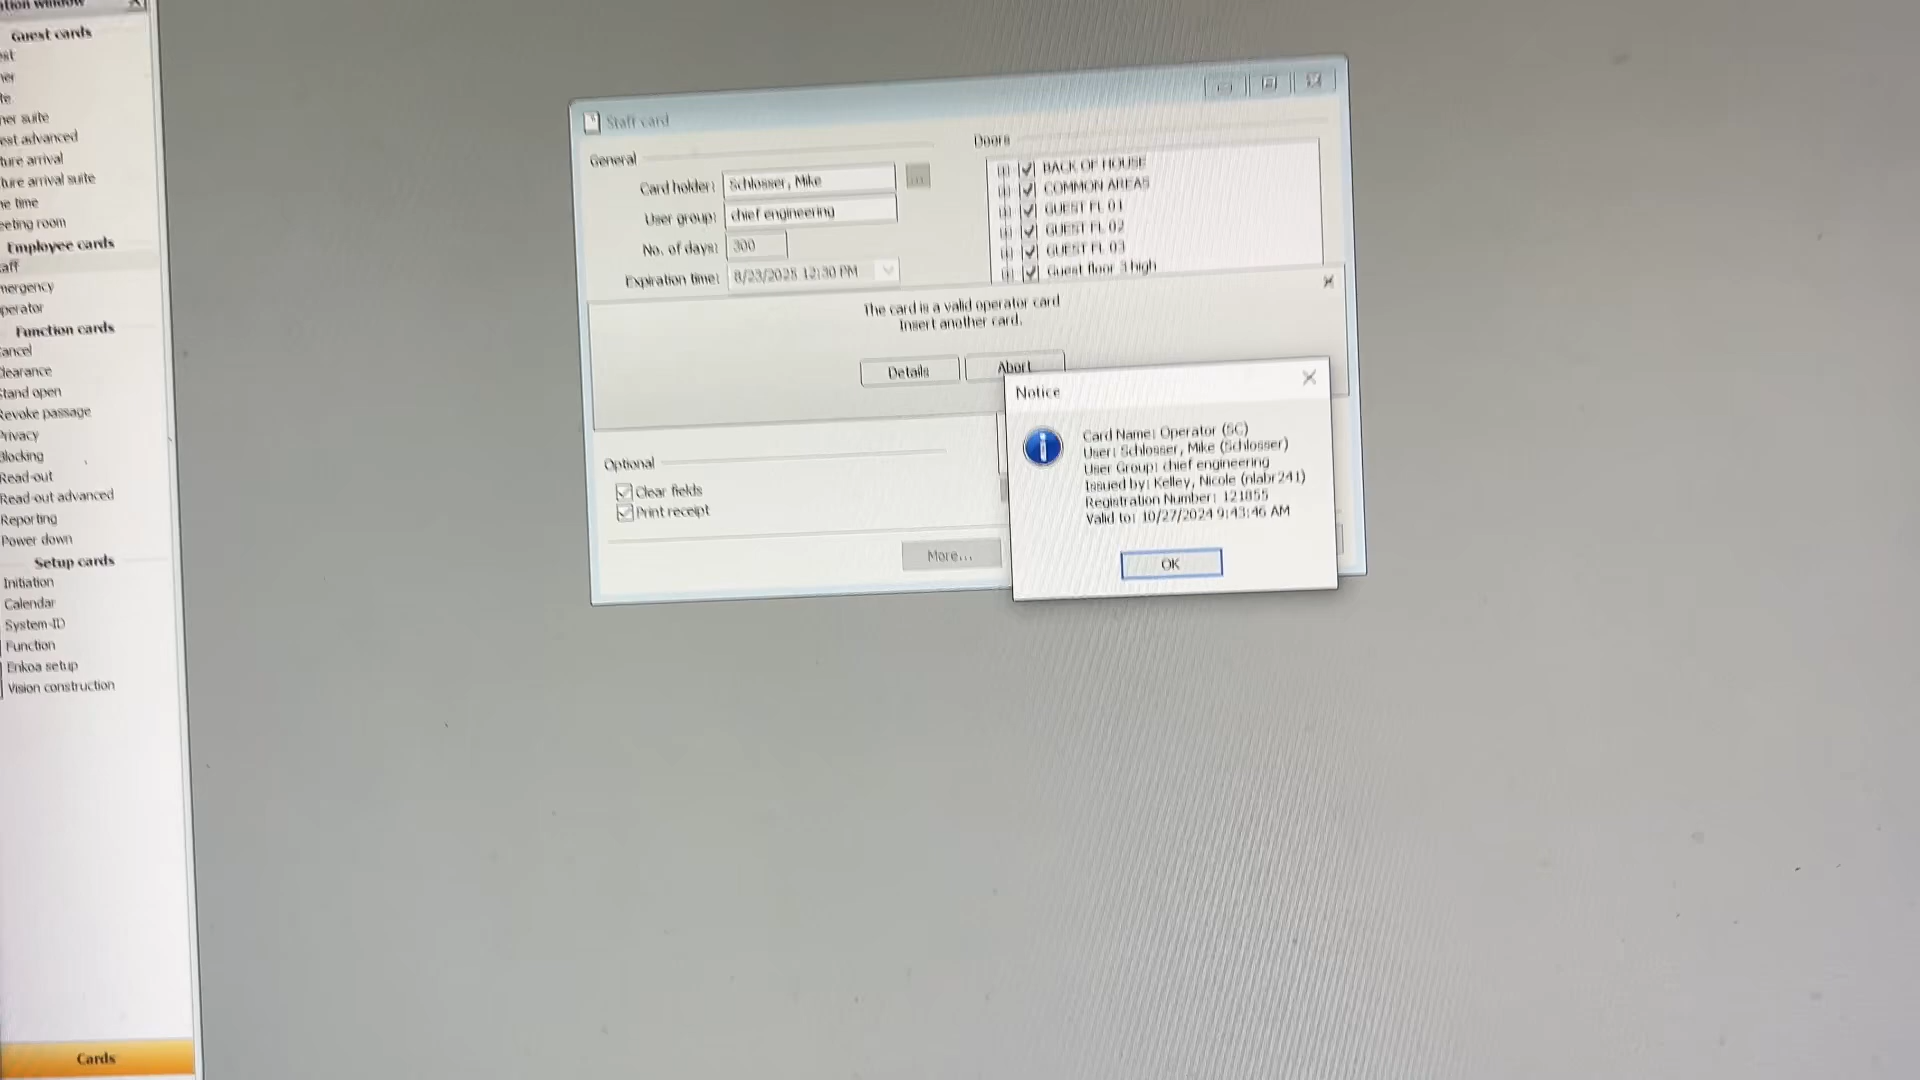 Guest cards
ner suite
est advanced
ture arrival
ture arrival suite
ne time
eeting room
Employee cards
aff
mergency
perator
Function cards
ancel
learance
Stand open
Revoke passage
Privacy
Blocking
Read-out
Read-out advanced
Reporting
Power down
Setup cards
Initiation
Calendar
System-ID
Function
Enkoa setup
Vision construction
Cards
Staff card
General
Card holder: Schlosser, Mike
User group: chief engineering
No. of days: 300
Expiration time: 8/23/2025 12:30 PM
Doors
BACK OF HOUSE
COMMON AREAS
GUEST FL 01
GUEST FL 02
GUEST FL 03
Guest floor 3 high
The card is a valid operator card
Insert another card.
Details Abort
Optional
Clear fields
Print receipt
More...
Notice
Card Name: Operator (SC)
User: Schlosser, Mike (Schlosser)
User Group: chief engineering
Issued by: Kelley, Nicole (nlabr241)
Registration Number: 121855
Valid to: 10/27/2024 9:43:46 AM
OK